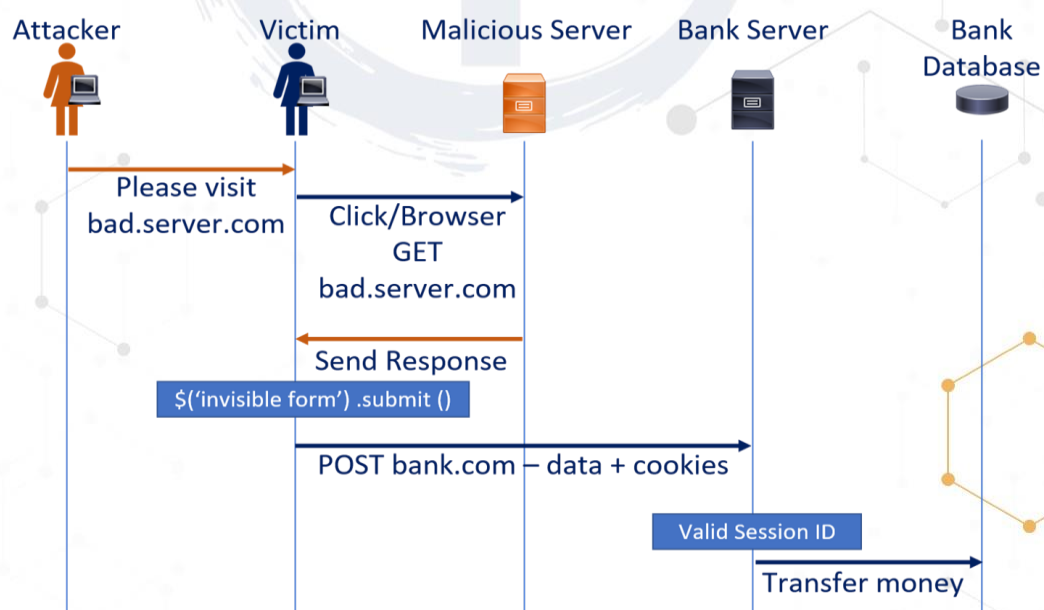 Attacker
Victim
Malicious Server
Bank Server
Bank
Database
Please visit
bad.server.com
Click/Browser
GET
bad.server.com
Send Response
$(‘invisible form’) .submit ()
POST bank.com – data + cookies
Valid Session ID
Transfer money